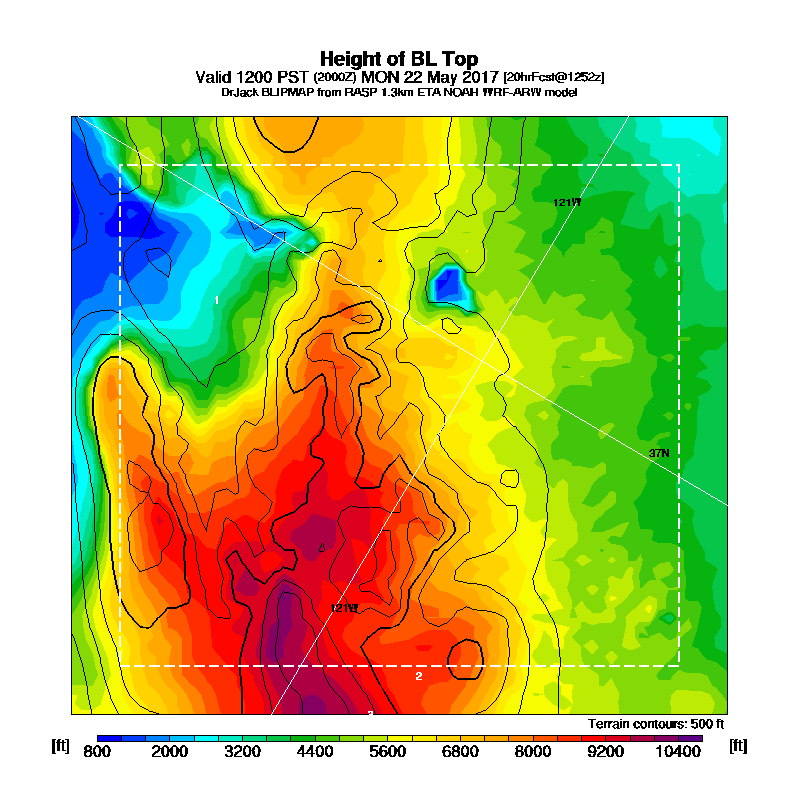 Height of BL Top
Valid 1200 PST (2000Z) MON 22 May 2017 [20hrFcst@1252z]
DrJack BLIPMAP from RASP 1.3km ETA NOAH WRF-ARW model
121W
1
37N
121W
2
Terrain contours: 500 ft
[ft] 800 2000 3200 4400 5600 6800 8000 9200 10400 [ft]